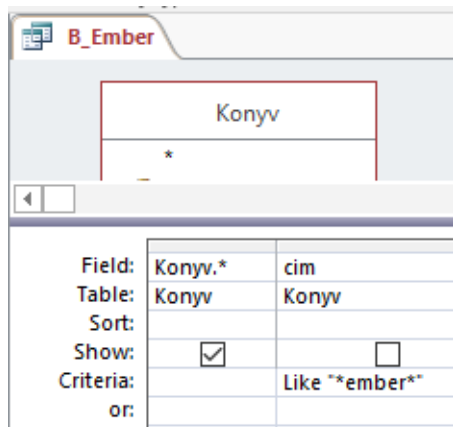 B_Ember
Konyv
*
Field: Konyv.* cim
Table: Konyv Konyv
Sort:
Show:
Criteria: Like "*ember*"
or: